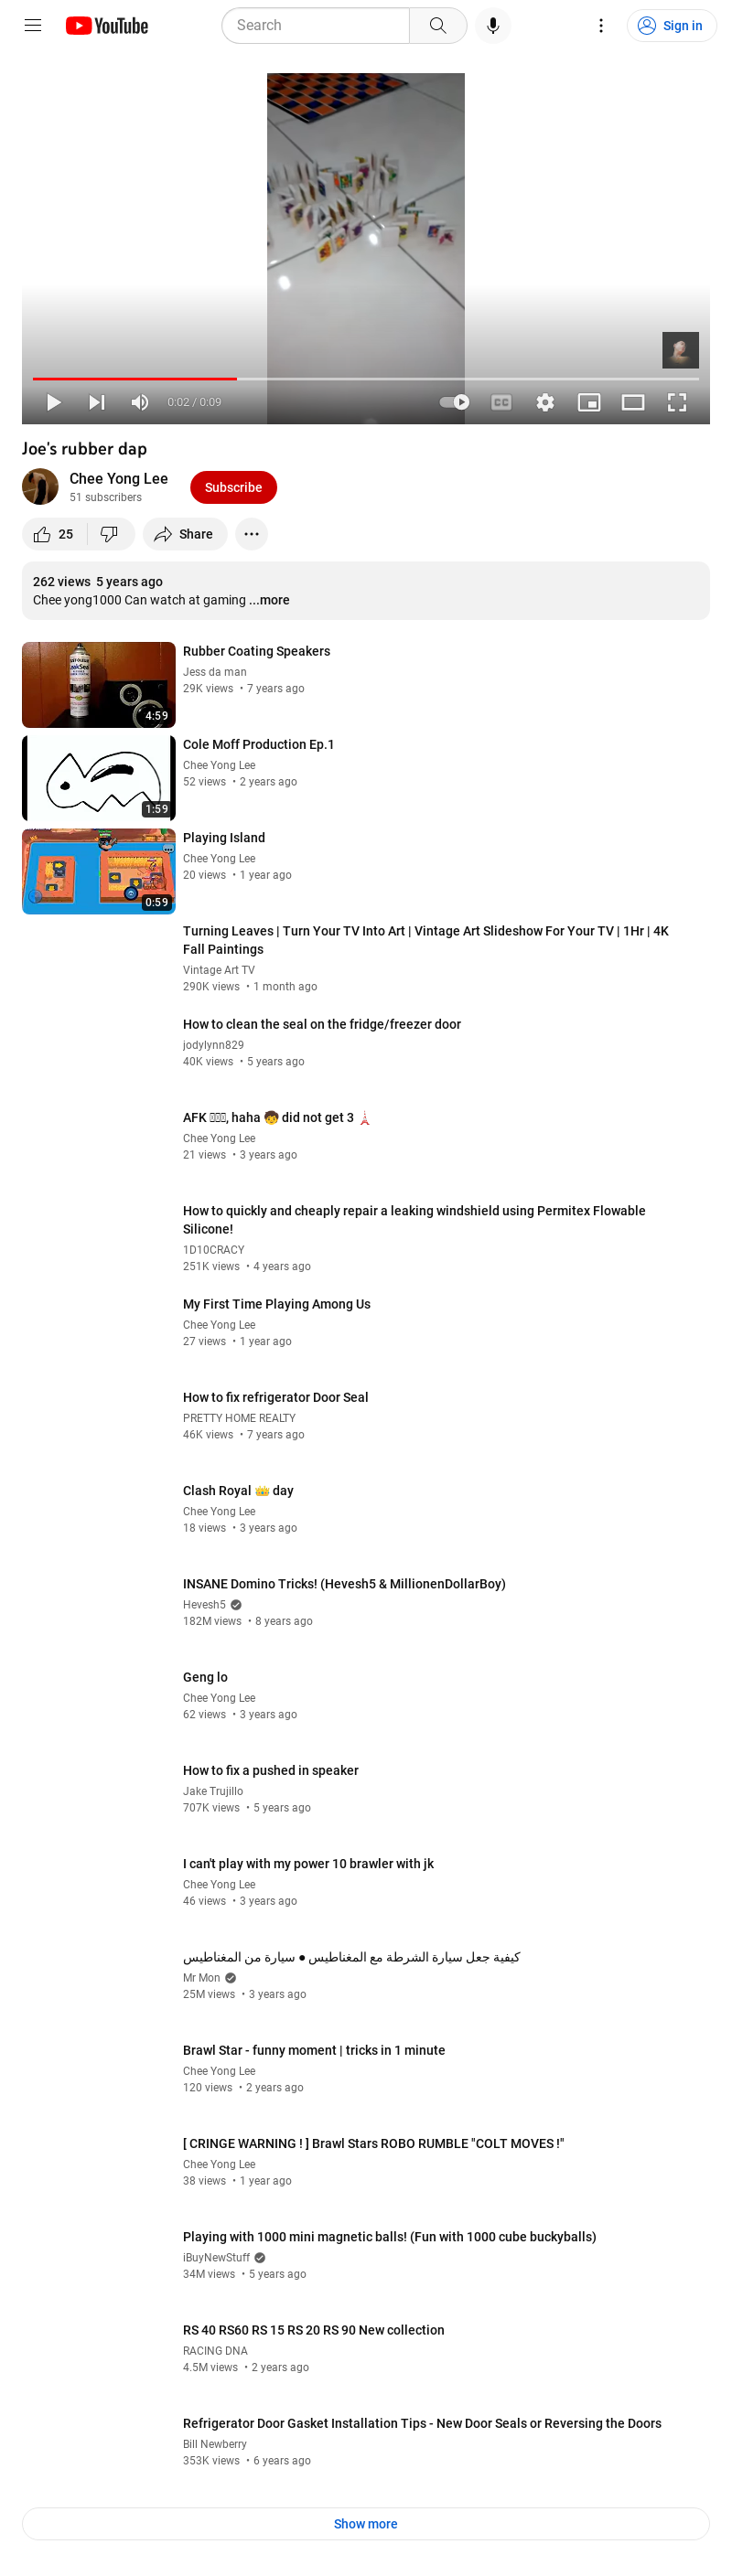 YouTube
Search
Sign in
0:02 / 0:09
CC
Joe's rubber dap
Chee Yong Lee
51 subscribers
Subscribe
25
Share
262 views 5 years ago
Chee yong1000 Can watch at gaming ...more
4:59
Rubber Coating Speakers
Jess da man
29K views • 7 years ago
1:59
Cole Moff Production Ep.1
Chee Yong Lee
52 views • 2 years ago
0:59
Playing Island
Chee Yong Lee
20 views • 1 year ago
Turning Leaves | Turn Your TV Into Art | Vintage Art Slideshow For Your TV | 1Hr | 4K
Fall Paintings
Vintage Art TV
290K views • 1 month ago
How to clean the seal on the fridge/freezer door
jodylynn829
40K views • 5 years ago
AFK , haha 🧒 did not get 3 🗼
Chee Yong Lee
21 views • 3 years ago
How to quickly and cheaply repair a leaking windshield using Permitex Flowable
Silicone!
1D10CRACY
251K views • 4 years ago
My First Time Playing Among Us
Chee Yong Lee
27 views • 1 year ago
How to fix refrigerator Door Seal
PRETTY HOME REALTY
46K views • 7 years ago
Clash Royal 👑 day
Chee Yong Lee
18 views • 3 years ago
INSANE Domino Tricks! (Hevesh5 & MillionenDollarBoy)
Hevesh5
182M views • 8 years ago
Geng lo
Chee Yong Lee
62 views • 3 years ago
How to fix a pushed in speaker
Jake Trujillo
707K views • 5 years ago
I can't play with my power 10 brawler with jk
Chee Yong Lee
46 views • 3 years ago
كيفية جعل سيارة الشرطة مع المغناطيس ● سيارة من المغناطيس
Mr Mon
25M views • 3 years ago
Brawl Star - funny moment | tricks in 1 minute
Chee Yong Lee
120 views • 2 years ago
[ CRINGE WARNING ! ] Brawl Stars ROBO RUMBLE "COLT MOVES !"
Chee Yong Lee
38 views • 1 year ago
Playing with 1000 mini magnetic balls! (Fun with 1000 cube buckyballs)
iBuyNewStuff
34M views • 5 years ago
RS 40 RS60 RS 15 RS 20 RS 90 New collection
RACING DNA
4.5M views • 2 years ago
Refrigerator Door Gasket Installation Tips - New Door Seals or Reversing the Doors
Bill Newberry
353K views • 6 years ago
Show more